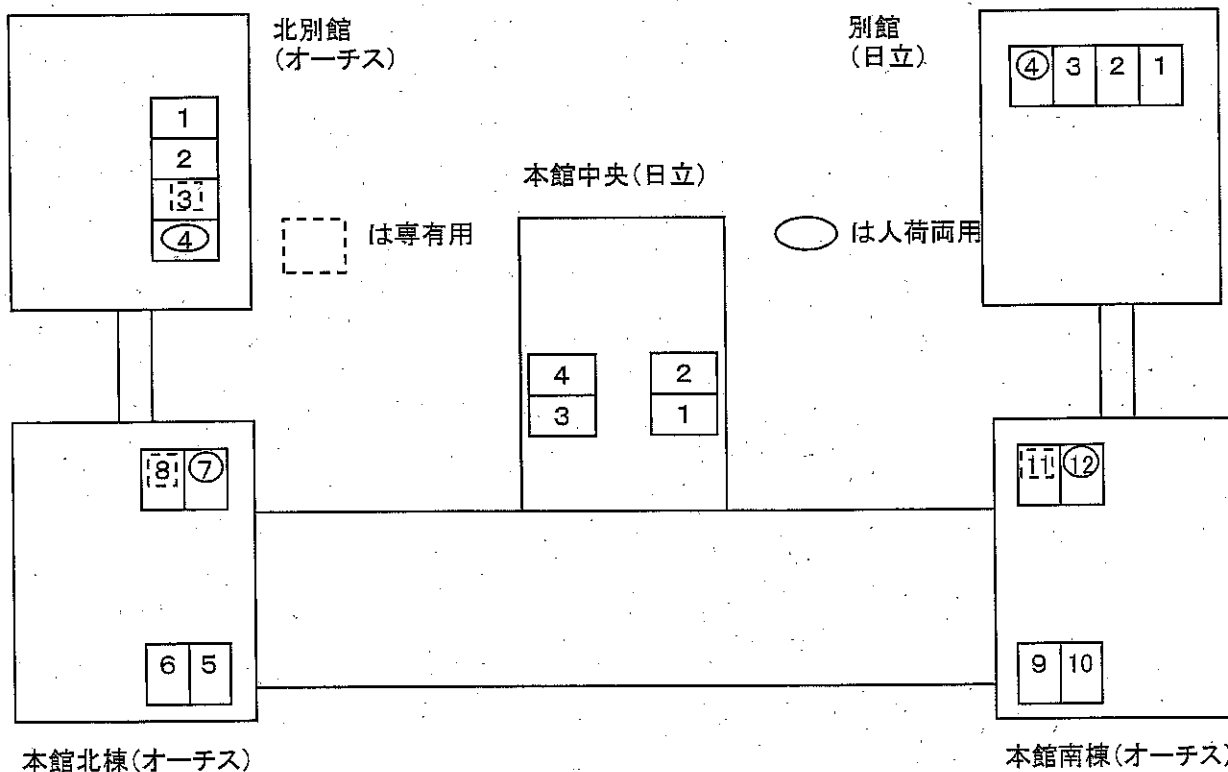 北別館
(オーチス)
別館
(日立)
④ 3 2 1
1
2
3
④
本館中央(日立)
は専有用
は人荷両用
4
3
2
1
8 ⑦
11 ⑫
6 5
9 10
本館北棟(オーチス)
本館南棟(オーチス)